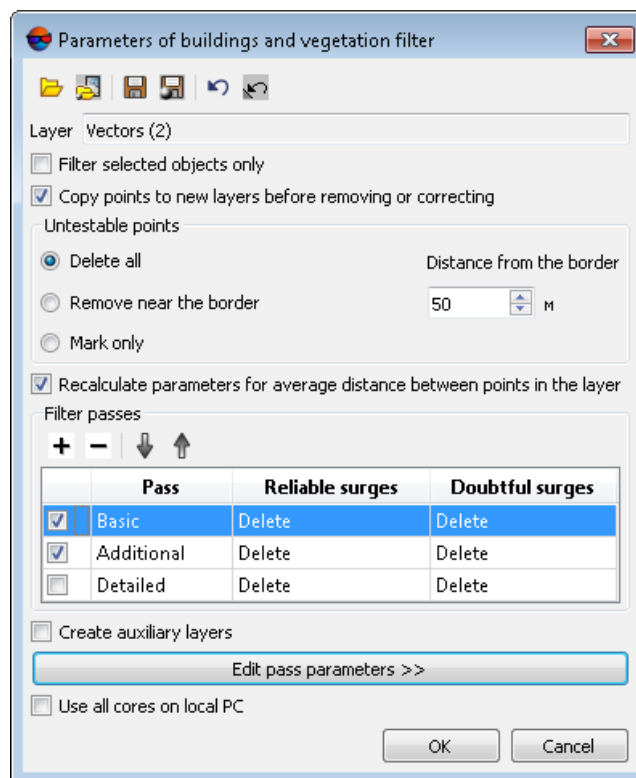 Parameters of buildings and vegetation filter
Layer Vectors (2)
Filter selected objects only
Copy points to new layers before removing or correcting
Untestable points
Delete all Distance from the border
Remove near the border 50 м
Mark only
Recalculate parameters for average distance between points in the layer
Filter passes
Pass Reliable surges Doubtful surges
Basic Delete Delete
Additional Delete Delete
Detailed Delete Delete
Create auxiliary layers
Edit pass parameters >>
Use all cores on local PC
OK Cancel